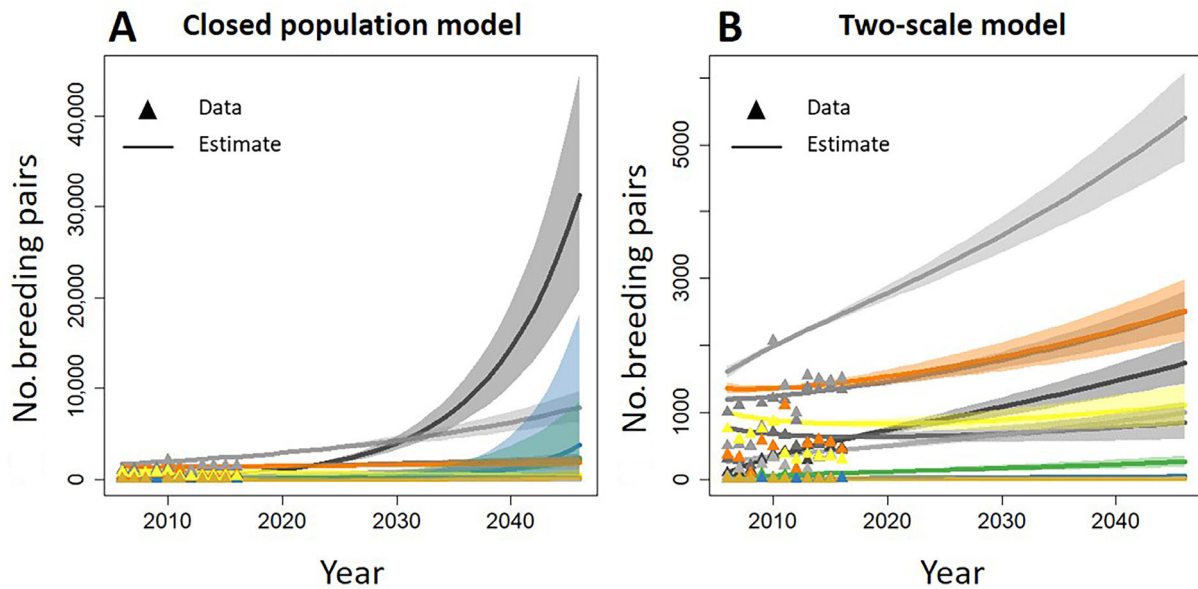 A Closed population model
No. breeding pairs
40,000
30,000
20,000
10,000
0
Data
Estimate
2010 2020 2030 2040
Year
B Two-scale model
No. breeding pairs
5000
3000
1000
0
Data
Estimate
2010 2020 2030 2040
Year